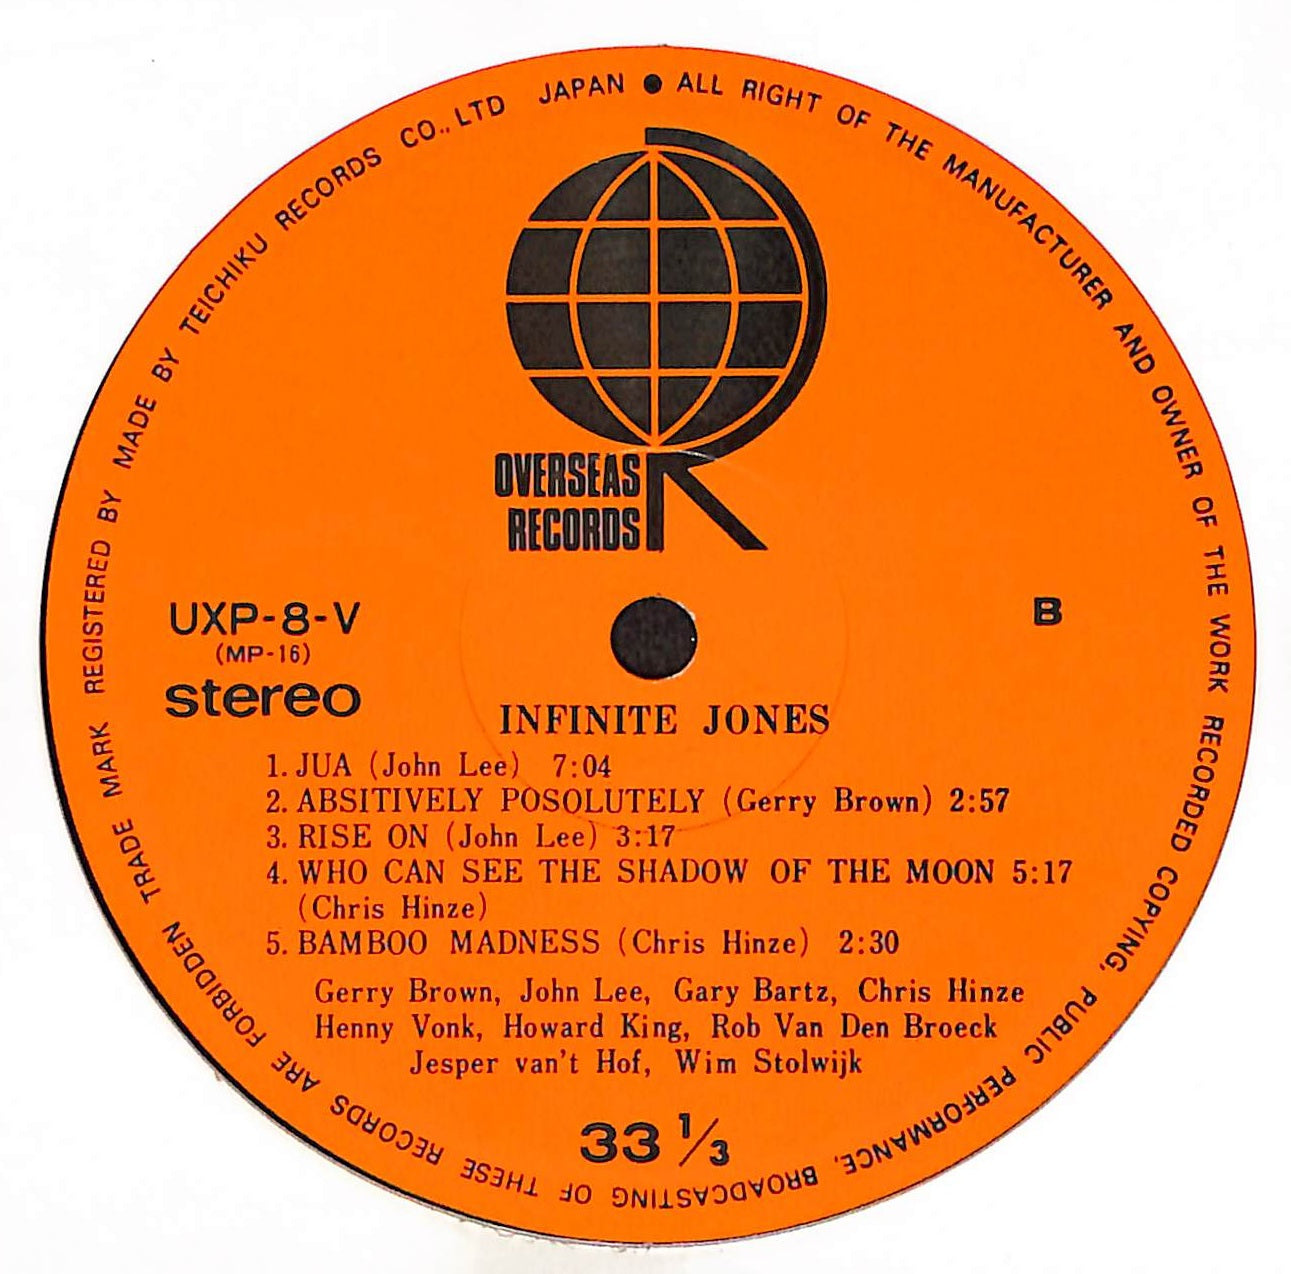 ALL RIGHT OF THE MANUFACTURER AND OWNER OF THE WORK RECORDED COPYING, PUBLIC PERFORMANCE, BROADCASTING OF THESE RECORDS ARE FORBIDDEN TRADE MARK REGISTERED BY MADE BY TEICHIKU RECORDS CO., LTD JAPAN ●
OVERSEAS
RECORDS
UXP-8-V
(MP-16)
stereo
B
INFINITE JONES
1. JUA (John Lee) 7:04
2. ABSITIVELY POSOLUTELY (Gerry Brown) 2:57
3. RISE ON (John Lee) 3:17
4. WHO CAN SEE THE SHADOW OF THE MOON 5:17
(Chris Hinze)
5. BAMBOO MADNESS (Chris Hinze) 2:30
Gerry Brown, John Lee, Gary Bartz, Chris Hinze
Henny Vonk, Howard King, Rob Van Den Broeck
Jesper van't Hof, Wim Stolwijk
33 1/3